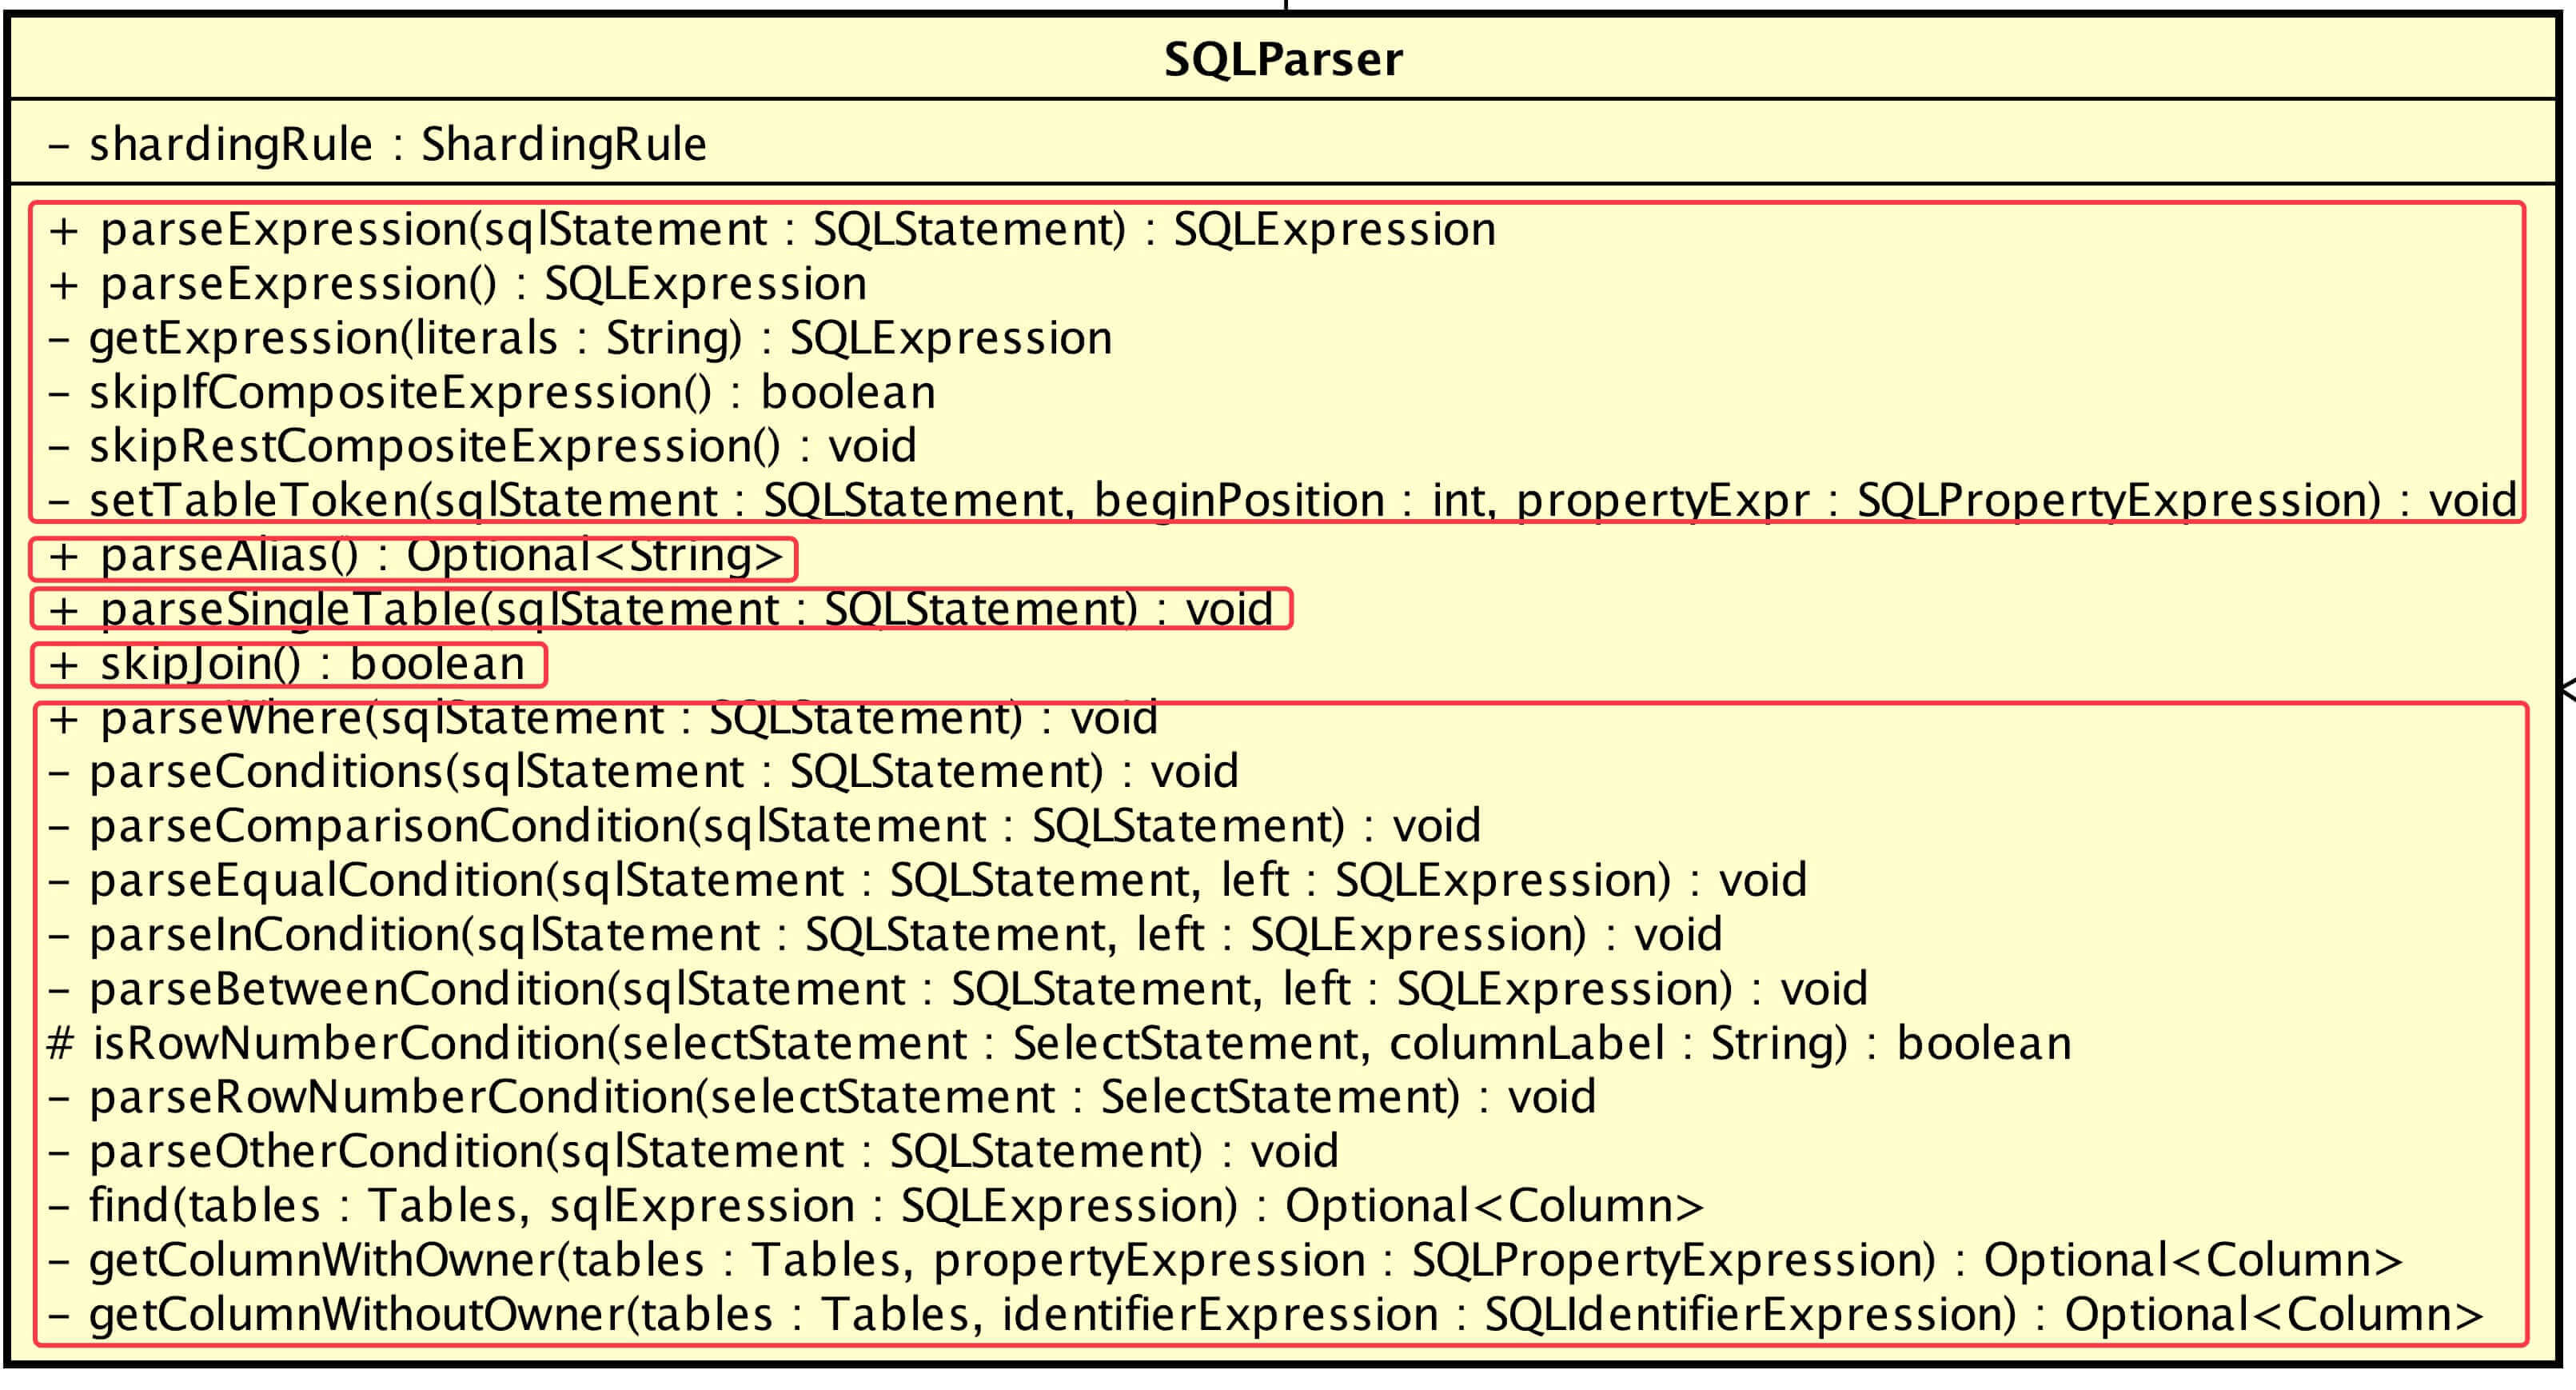 SQLParser
- shardingRule : ShardingRule
+ parseExpression(sqlStatement : SQLStatement) : SQLExpression
+ parseExpression() : SQLExpression
- getExpression(literals : String) : SQLExpression
- skipIfCompositeExpression() : boolean
- skipRestCompositeExpression() : void
- setTableToken(sqlStatement : SQLStatement, beginPosition : int, propertyExpr : SQLPropertyExpression) : void
+ parseAlias() : Optional<String>
+ parseSingleTable(sqlStatement : SQLStatement) : void
+ skipJoin() : boolean
+ parseWhere(sqlStatement : SQLStatement) : void
- parseConditions(sqlStatement : SQLStatement) : void
- parseComparisonCondition(sqlStatement : SQLStatement) : void
- parseEqualCondition(sqlStatement : SQLStatement, left : SQLExpression) : void
- parseInCondition(sqlStatement : SQLStatement, left : SQLExpression) : void
- parseBetweenCondition(sqlStatement : SQLStatement, left : SQLExpression) : void
# isRowNumberCondition(selectStatement : SelectStatement, columnLabel : String) : boolean
- parseRowNumberCondition(selectStatement : SelectStatement) : void
- parseOtherCondition(sqlStatement : SQLStatement) : void
- find(tables : Tables, sqlExpression : SQLExpression) : Optional<Column>
- getColumnWithOwner(tables : Tables, propertyExpression : SQLPropertyExpression) : Optional<Column>
- getColumnWithoutOwner(tables : Tables, identifierExpression : SQLIdentifierExpression) : Optional<Column>